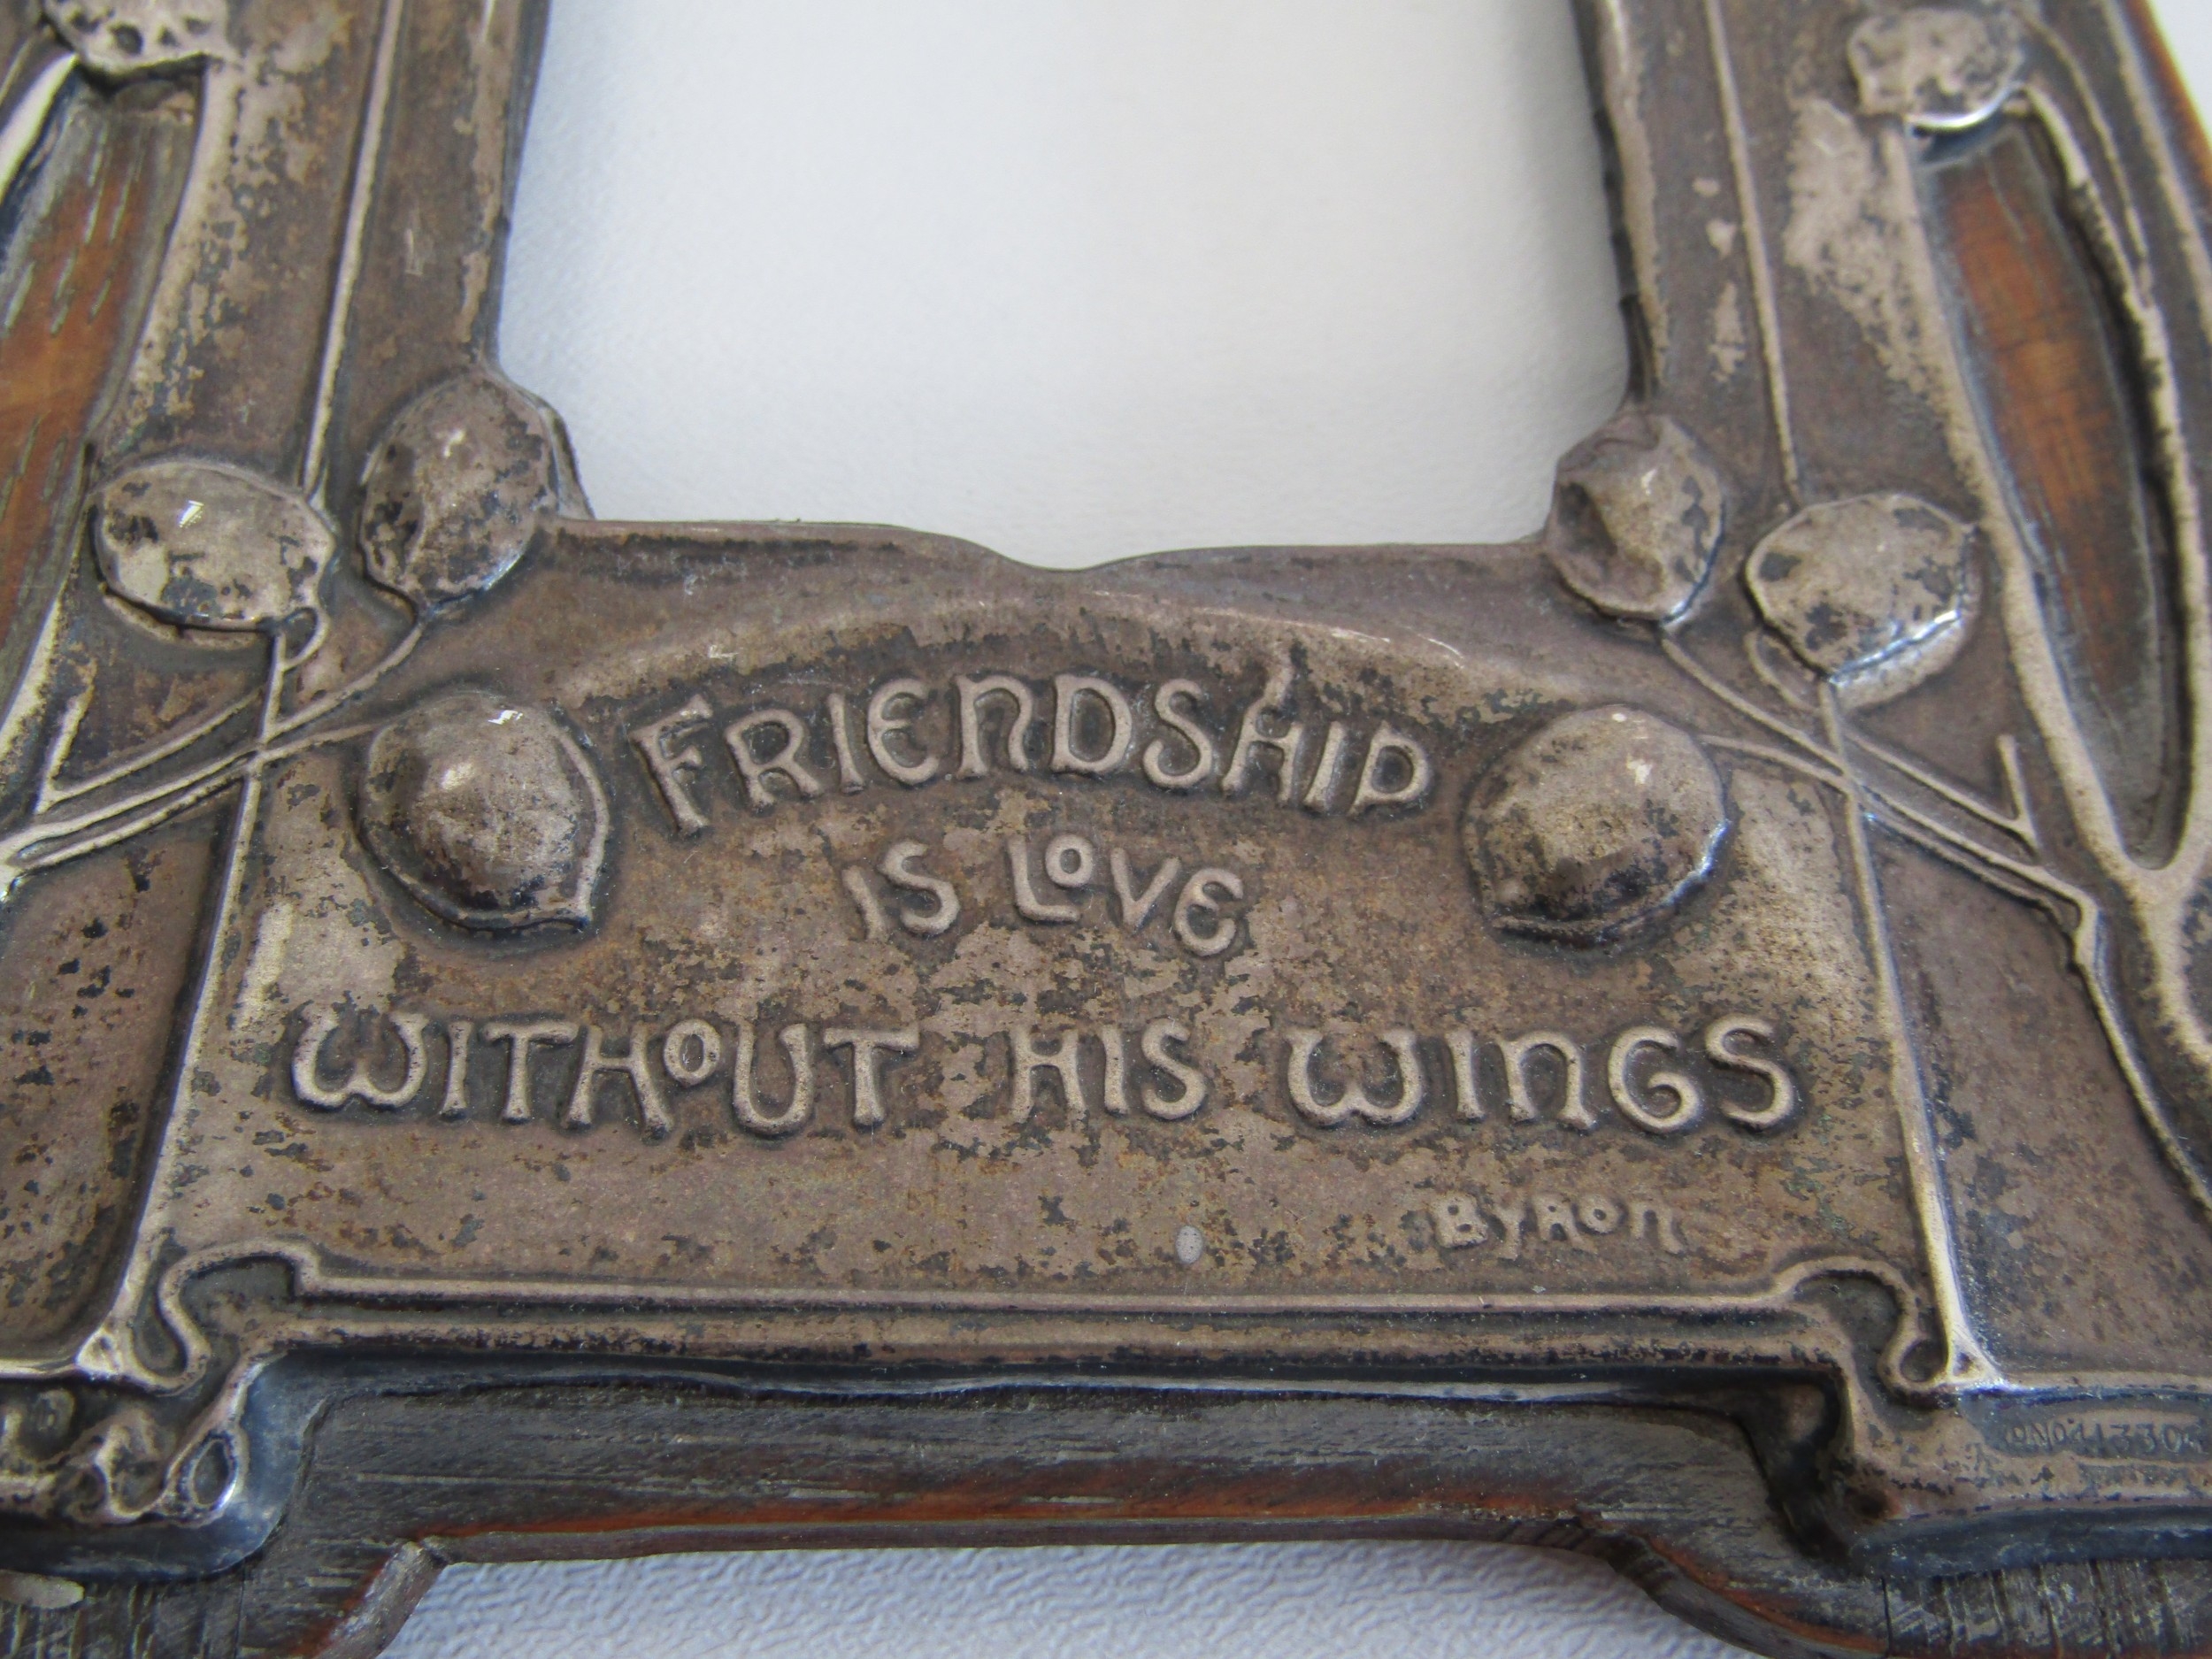 FRIENDSHIP
IS LOVE
WITHOUT HIS WINGS
BYRON